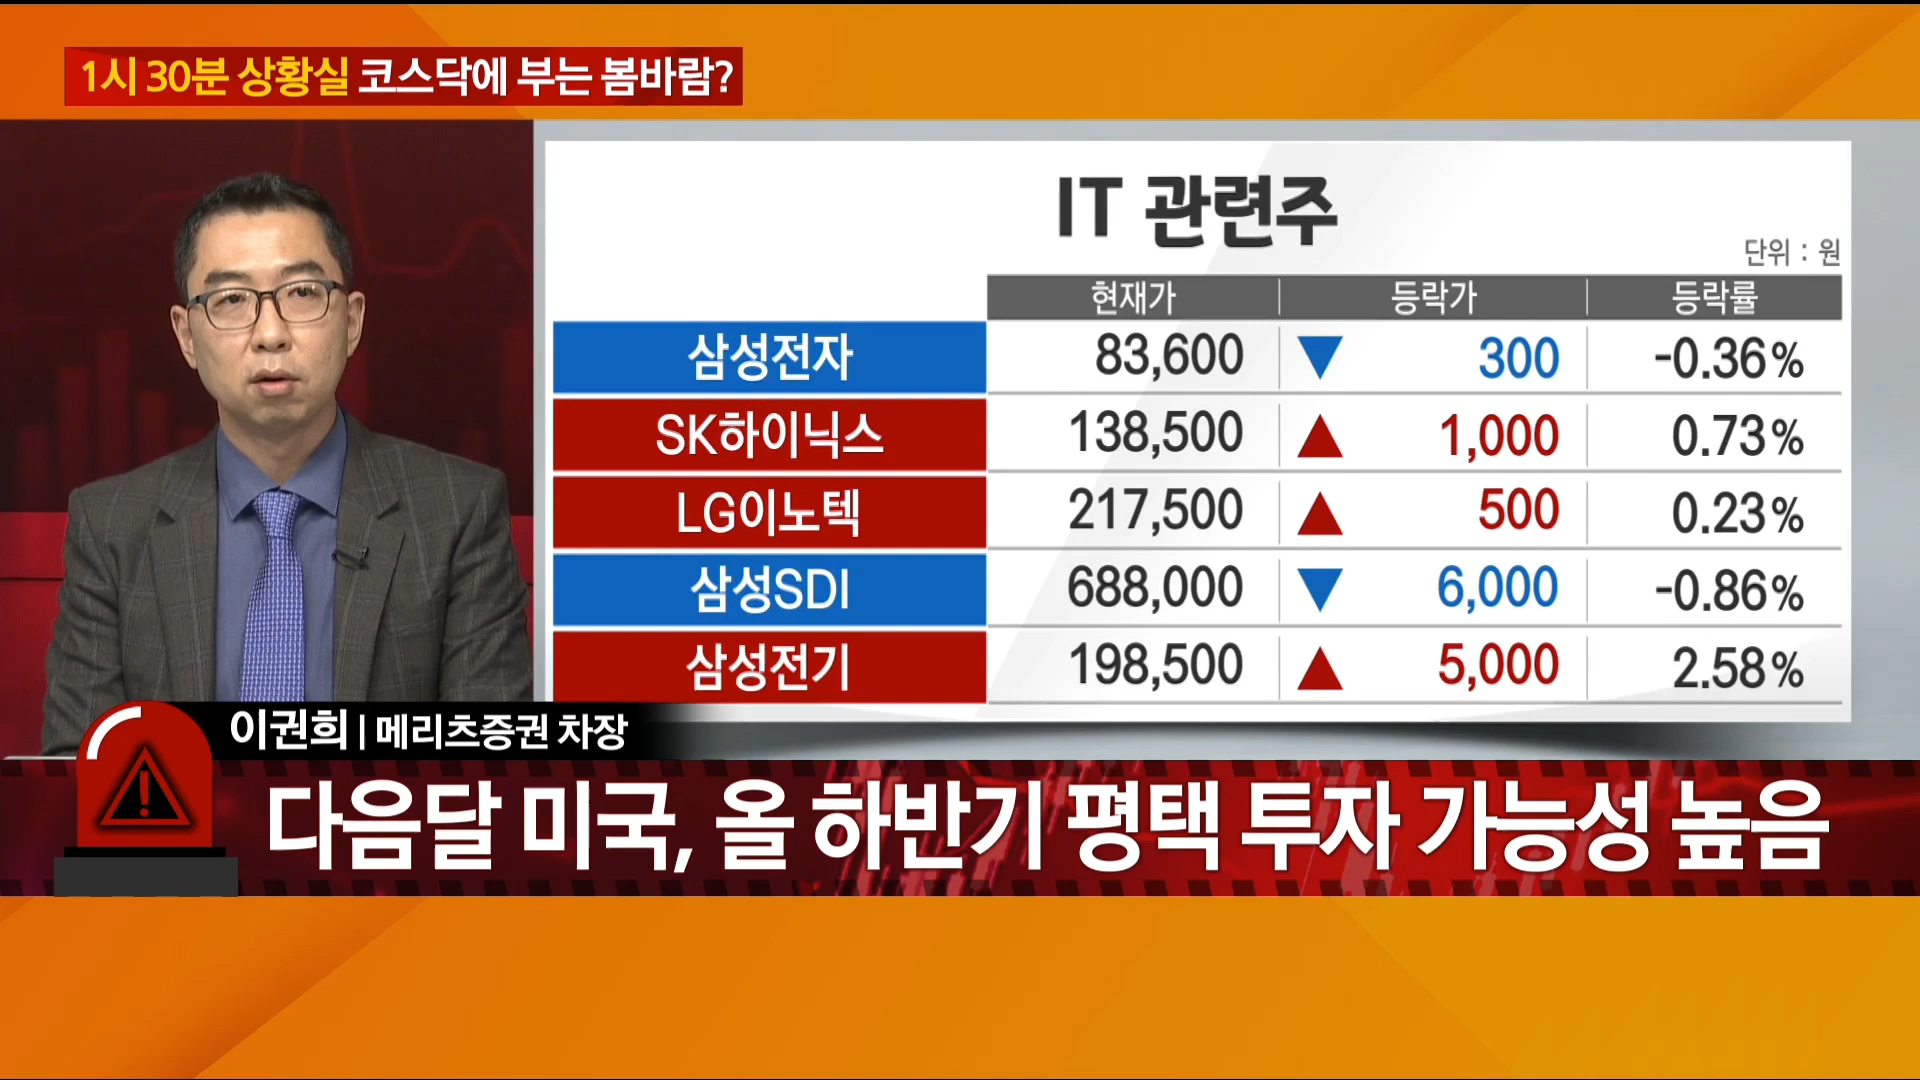 1시 30분 상황실 코스닥에 부는 봄바람?
IT 관련주
단위 : 원
현재가 등락가 등락률
삼성전자 83,600 ▼ 300 -0.36%
SK하이닉스 138,500 ▲ 1,000 0.73%
LG이노텍 217,500 ▲ 500 0.23%
삼성SDI 688,000 ▼ 6,000 -0.86%
삼성전기 198,500 ▲ 5,000 2.58%
이권희 | 메리츠증권 차장
다음달 미국, 올 하반기 평택 투자 가능성 높음